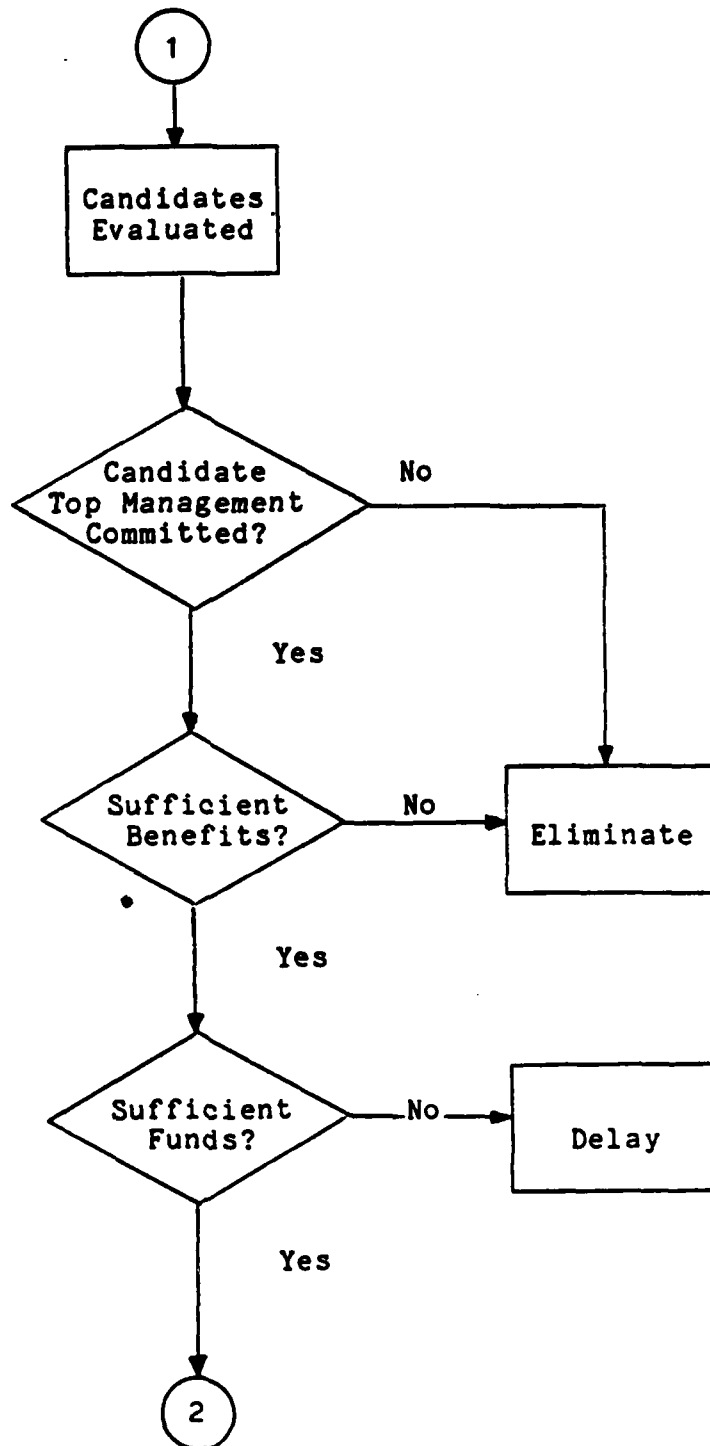 1
Candidates
Evaluated
Candidate
Top Management
Committed?
No
Yes
Sufficient
Benefits?
No
Eliminate
Yes
Sufficient
Funds?
No
Delay
Yes
2